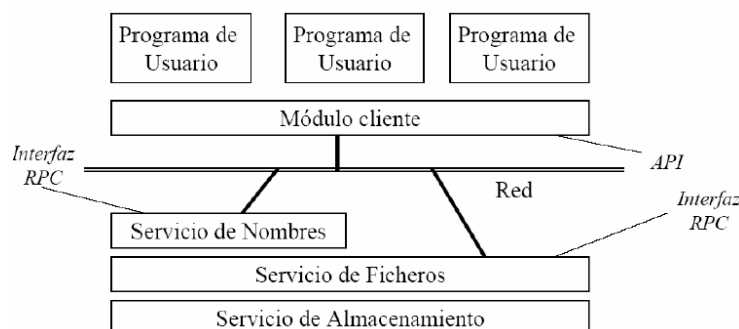 Programa de
Usuario
Programa de
Usuario
Programa de
Usuario
Módulo cliente
Interfaz
RPC
API
Red
Interfaz
RPC
Servicio de Nombres
Servicio de Ficheros
Servicio de Almacenamiento